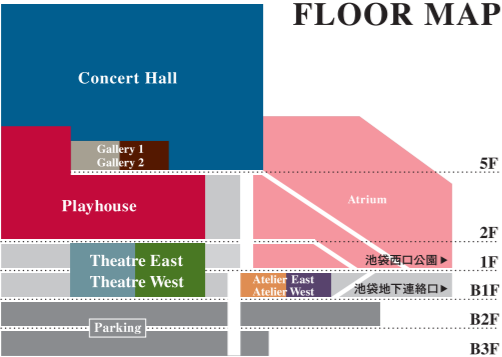 FLOOR MAP
Concert Hall
Gallery 1
Gallery 2
5F
Playhouse
Atrium
2F
Theatre East
Theatre West
池袋西口公園▶
1F
Atelier East
Atelier West
池袋地下連絡口▶
B1F
Parking
B2F
B3F